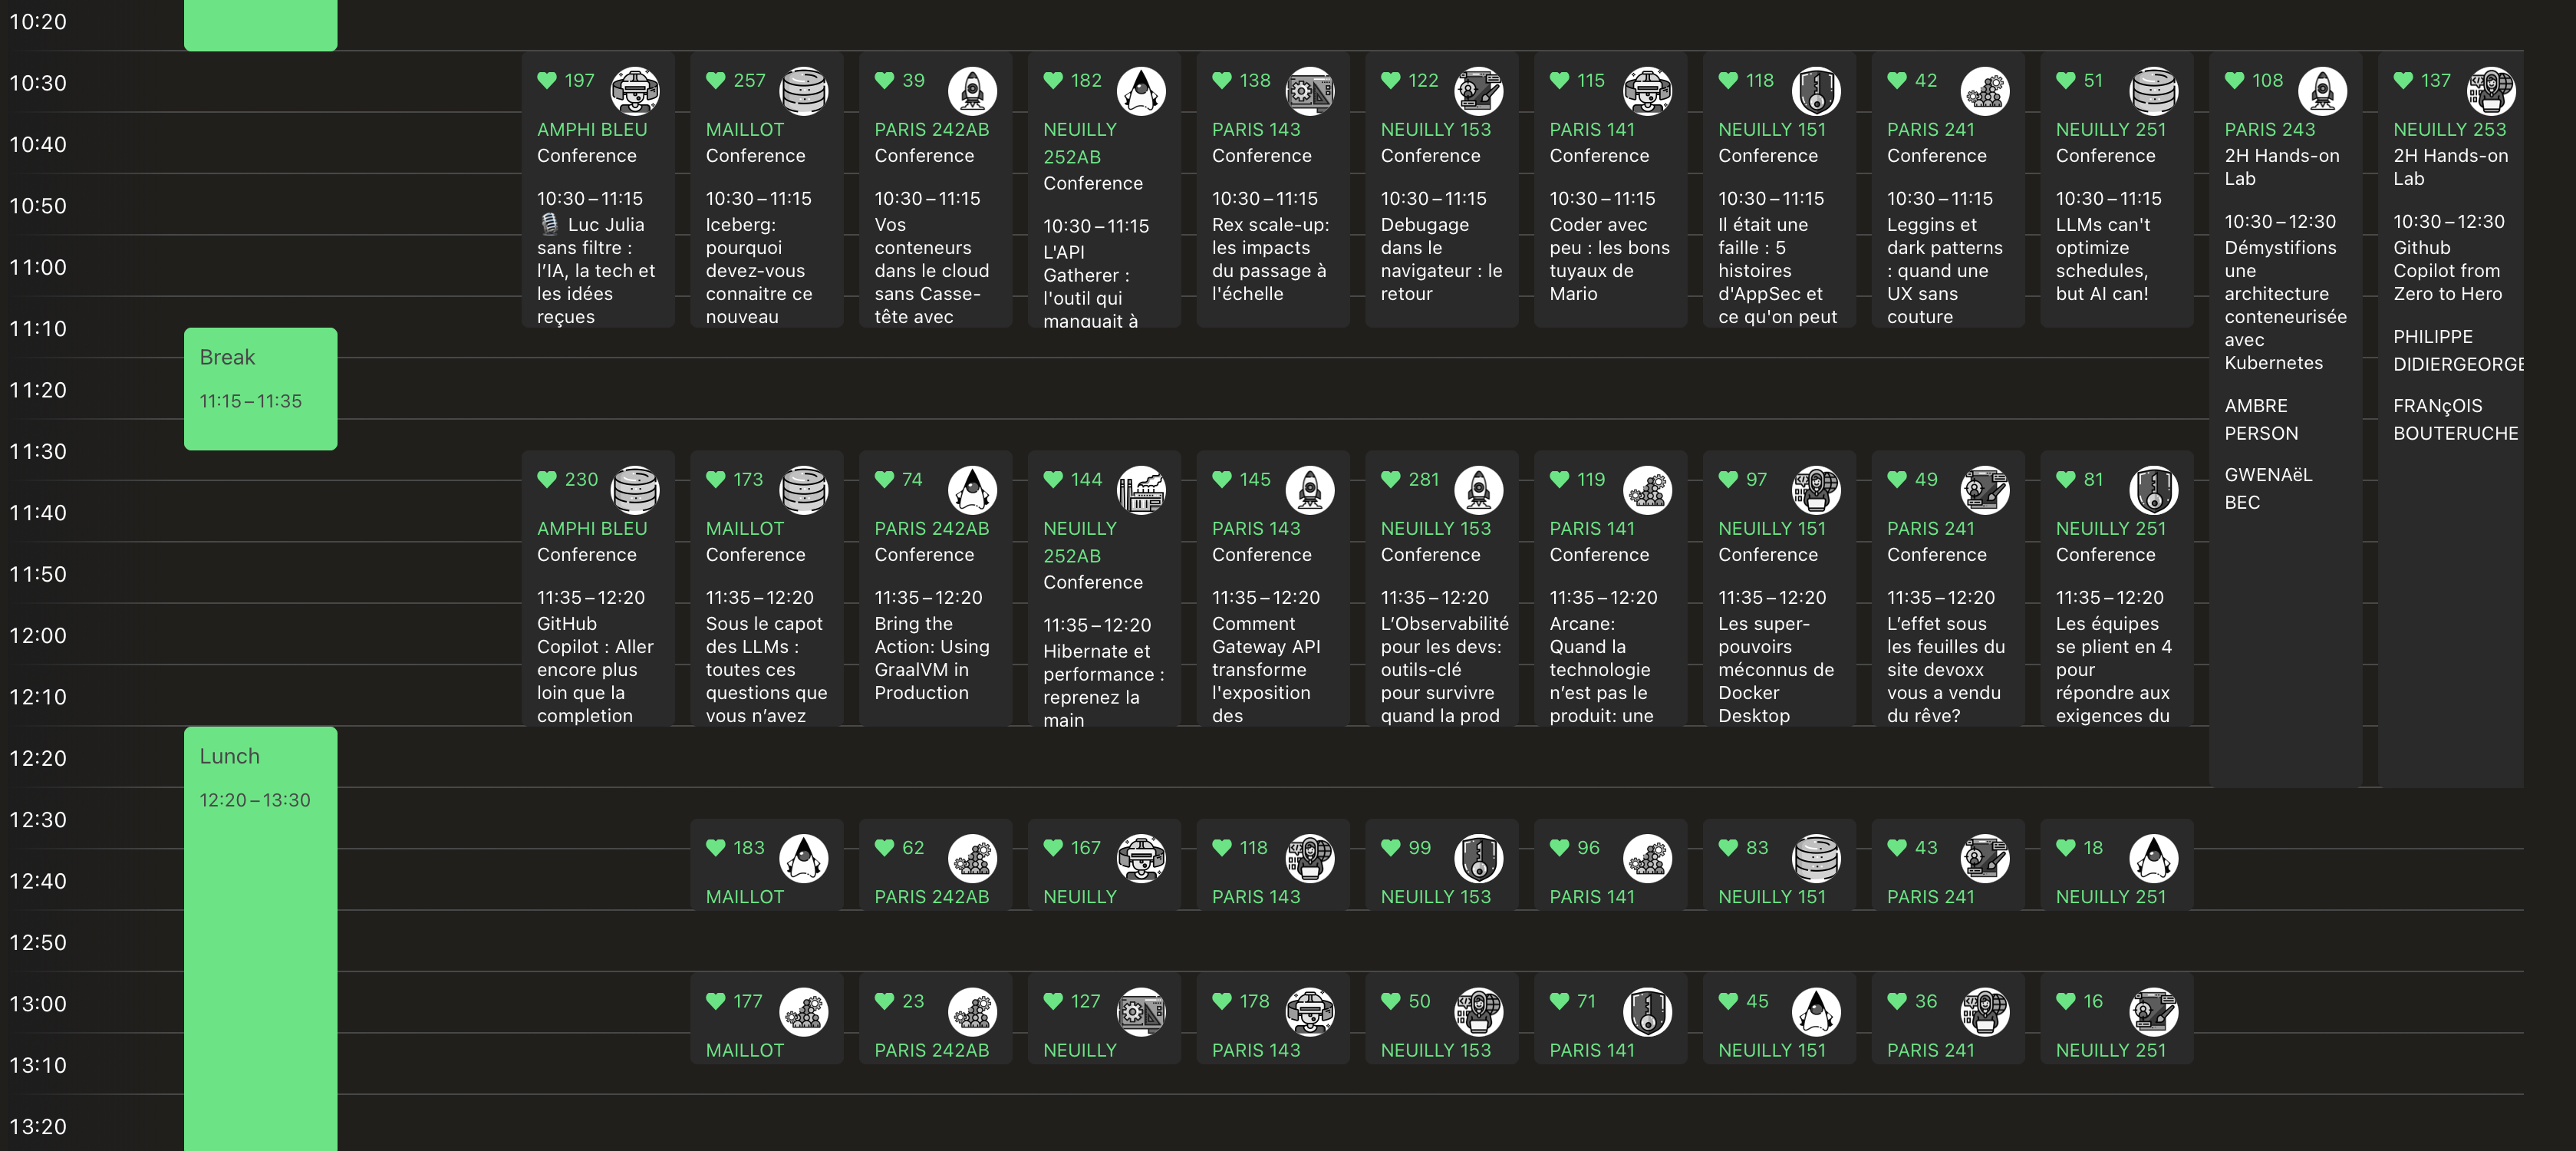 10:20
10:30
10:40
10:50
11:00
11:10
11:20
11:30
11:40
11:50
12:00
12:10
12:20
12:30
12:40
12:50
13:00
13:10
13:20
Break
11:15 – 11:35
Lunch
12:20 – 13:30
197
AMPHI BLEU
Conference
10:30 – 11:15
🎙️ Luc Julia
sans filtre :
l’IA, la tech et
les idées
reçues
257
MAILLOT
Conference
10:30 – 11:15
Iceberg:
pourquoi
devez-vous
connaitre ce
nouveau
39
PARIS 242AB
Conference
10:30 – 11:15
Vos
conteneurs
dans le cloud
sans Casse-
tête avec
182
NEUILLY
252AB
Conference
10:30 – 11:15
L'API
Gatherer :
l'outil qui
manquait à
138
PARIS 143
Conference
10:30 – 11:15
Rex scale-up:
les impacts
du passage à
l'échelle
122
NEUILLY 153
Conference
10:30 – 11:15
Debugage
dans le
navigateur : le
retour
115
PARIS 141
Conference
10:30 – 11:15
Coder avec
peu : les bons
tuyaux de
Mario
118
NEUILLY 151
Conference
10:30 – 11:15
Il était une
faille : 5
histoires
d'AppSec et
ce qu'on peut
42
PARIS 241
Conference
10:30 – 11:15
Leggins et
dark patterns
: quand une
UX sans
couture
51
NEUILLY 251
Conference
10:30 – 11:15
LLMs can't
optimize
schedules,
but AI can!
108
PARIS 243
2H Hands-on
Lab
10:30 – 12:30
Démystifions
une
architecture
conteneurisée
avec
Kubernetes
AMBRE
PERSON
GWENAëL
BEC
137
NEUILLY 253
2H Hands-on
Lab
10:30 – 12:30
Github
Copilot from
Zero to Hero
PHILIPPE
DIDIERGEORGE
FRANçOIS
BOUTERUCHE
230
AMPHI BLEU
Conference
11:35 – 12:20
GitHub
Copilot : Aller
encore plus
loin que la
completion
173
MAILLOT
Conference
11:35 – 12:20
Sous le capot
des LLMs :
toutes ces
questions que
vous n’avez
74
PARIS 242AB
Conference
11:35 – 12:20
Bring the
Action: Using
GraalVM in
Production
144
NEUILLY
252AB
Conference
11:35 – 12:20
Hibernate et
performance :
reprenez la
main
145
PARIS 143
Conference
11:35 – 12:20
Comment
Gateway API
transforme
l'exposition
des
281
NEUILLY 153
Conference
11:35 – 12:20
L’Observabilité
pour les devs:
outils-clé
pour survivre
quand la prod
119
PARIS 141
Conference
11:35 – 12:20
Arcane:
Quand la
technologie
n’est pas le
produit: une
97
NEUILLY 151
Conference
11:35 – 12:20
Les super-
pouvoirs
méconnus de
Docker
Desktop
49
PARIS 241
Conference
11:35 – 12:20
L’effet sous
les feuilles du
site devoxx
vous a vendu
du rêve?
81
NEUILLY 251
Conference
11:35 – 12:20
Les équipes
se plient en 4
pour
répondre aux
exigences du
183
MAILLOT
62
PARIS 242AB
167
NEUILLY
118
PARIS 143
99
NEUILLY 153
96
PARIS 141
83
NEUILLY 151
43
PARIS 241
18
NEUILLY 251
177
MAILLOT
23
PARIS 242AB
127
NEUILLY
178
PARIS 143
50
NEUILLY 153
71
PARIS 141
45
NEUILLY 151
36
PARIS 241
16
NEUILLY 251